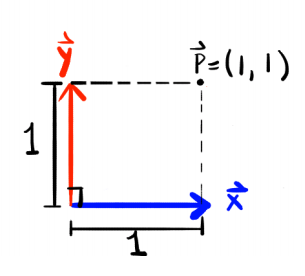 y⃗
P⃗=(1,1)
1
x⃗
1